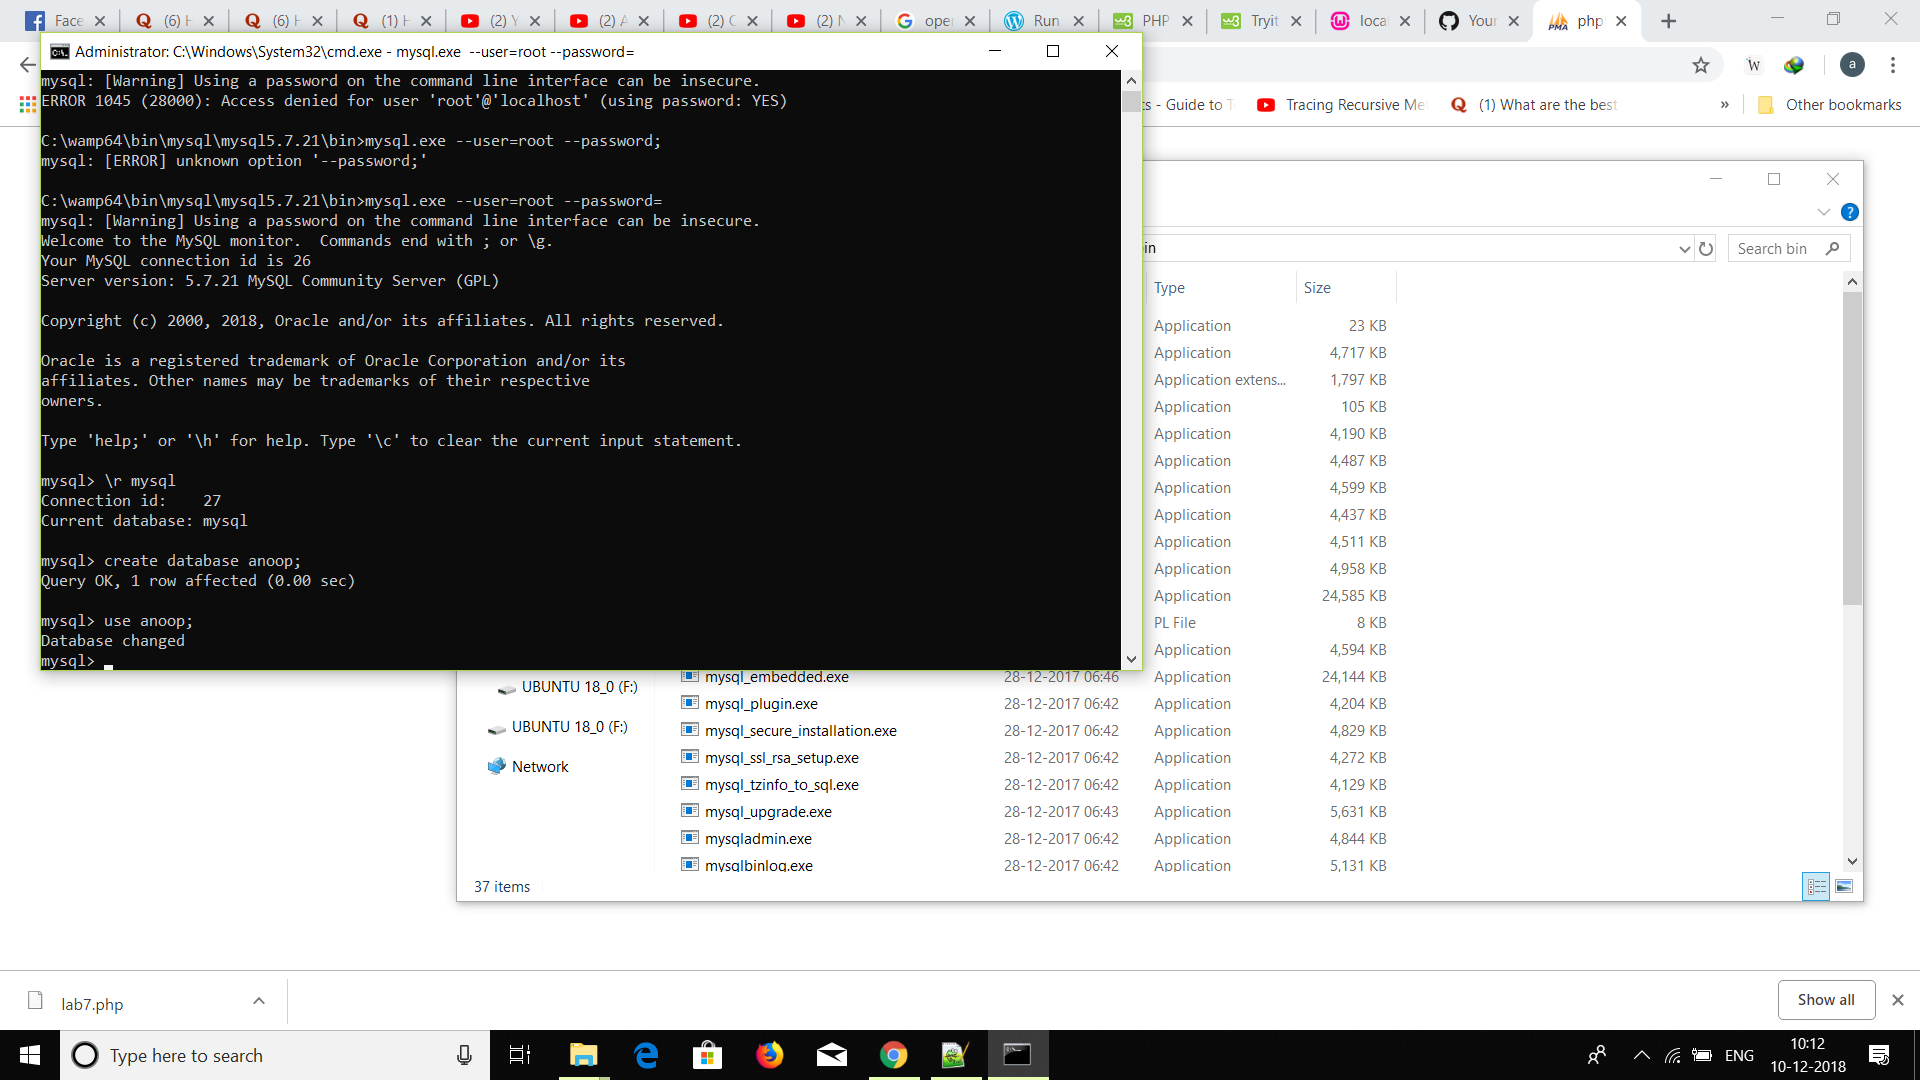 Face
(6) H
(6) H
(1) H
(2) Y
(2) A
(2) C
(2) N
oper
Run
PHP
Tryit
loca
Your
php
Administrator: C:\Windows\System32\cmd.exe - mysql.exe  --user=root --password=
mysql: [Warning] Using a password on the command line interface can be insecure.
ERROR 1045 (28000): Access denied for user 'root'@'localhost' (using password: YES)
C:\wamp64\bin\mysql\mysql5.7.21\bin>mysql.exe --user=root --password;
mysql: [ERROR] unknown option '--password;'
C:\wamp64\bin\mysql\mysql5.7.21\bin>mysql.exe --user=root --password=
mysql: [Warning] Using a password on the command line interface can be insecure.
Welcome to the MySQL monitor.  Commands end with ; or \g.
Your MySQL connection id is 26
Server version: 5.7.21 MySQL Community Server (GPL)
Copyright (c) 2000, 2018, Oracle and/or its affiliates. All rights reserved.
Oracle is a registered trademark of Oracle Corporation and/or its
affiliates. Other names may be trademarks of their respective
owners.
Type 'help;' or '\h' for help. Type '\c' to clear the current input statement.
mysql> \r mysql
Connection id:    27
Current database: mysql
mysql> create database anoop;
Query OK, 1 row affected (0.00 sec)
mysql> use anoop;
Database changed
mysql>
W
a
ts - Guide to T
Tracing Recursive Me
(1) What are the best
»
Other bookmarks
?
in
Search bin
Type Size
Application 23 KB
Application 4,717 KB
Application extens... 1,797 KB
Application 105 KB
Application 4,190 KB
Application 4,487 KB
Application 4,599 KB
Application 4,437 KB
Application 4,511 KB
Application 4,958 KB
Application 24,585 KB
PL File 8 KB
Application 4,594 KB
mysql_embedded.exe 28-12-2017 06:46 Application 24,144 KB
mysql_plugin.exe 28-12-2017 06:42 Application 4,204 KB
mysql_secure_installation.exe 28-12-2017 06:42 Application 4,829 KB
mysql_ssl_rsa_setup.exe 28-12-2017 06:42 Application 4,272 KB
mysql_tzinfo_to_sql.exe 28-12-2017 06:42 Application 4,129 KB
mysql_upgrade.exe 28-12-2017 06:43 Application 5,631 KB
mysqladmin.exe 28-12-2017 06:42 Application 4,844 KB
mysqlbinlog.exe 28-12-2017 06:42 Application 5,131 KB
UBUNTU 18_0 (F:)
UBUNTU 18_0 (F:)
Network
37 items
lab7.php
Show all
Type here to search
ENG
10:12
10-12-2018